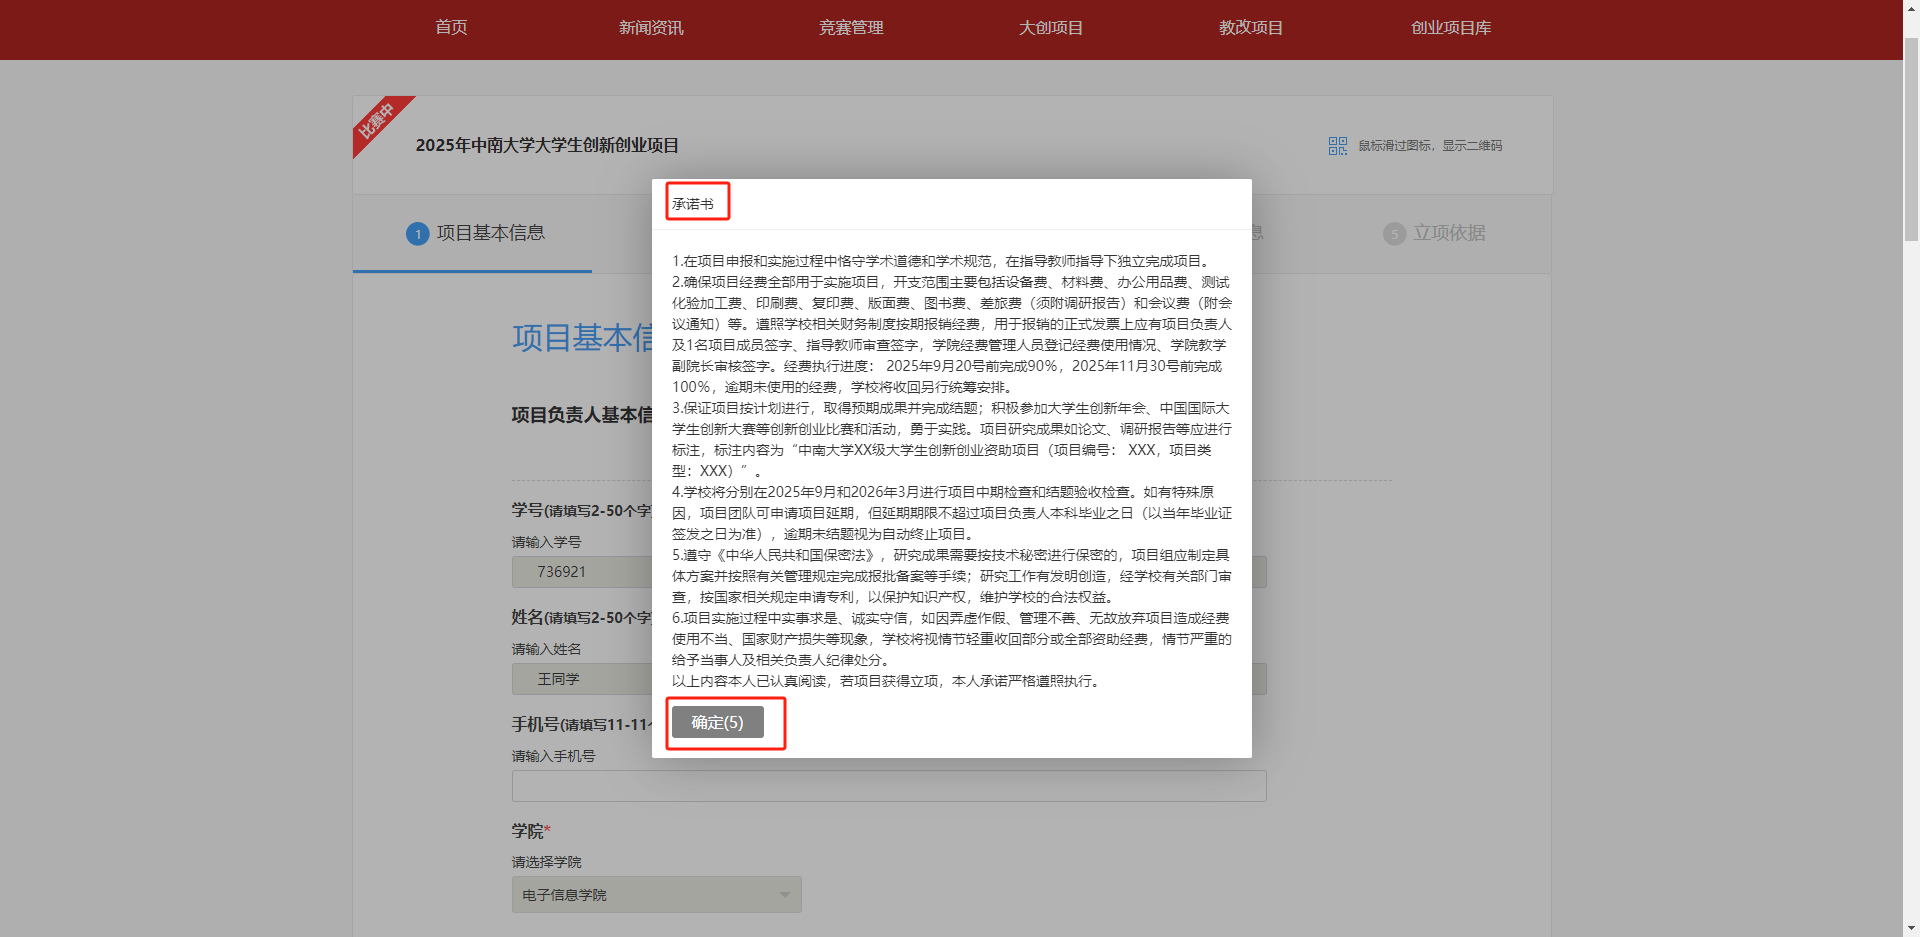 首页 新闻资讯 竞赛管理 大创项目 教改项目 创业项目库
比赛中
2025年中南大学大学生创新创业项目
鼠标滑过图标，显示二维码
1 项目基本信息
息
5 立项依据
项目基本信
项目负责人基本信
学号(请填写2-50个字
请输入学号
736921
姓名(请填写2-50个字
请输入姓名
王同学
手机号(请填写11-11个
请输入手机号
学院*
请选择学院
电子信息学院
承诺书
1.在项目申报和实施过程中恪守学术道德和学术规范，在指导教师指导下独立完成项目。
2.确保项目经费全部用于实施项目，开支范围主要包括设备费、材料费、办公用品费、测试
化验加工费、印刷费、复印费、版面费、图书费、差旅费（须附调研报告）和会议费（附会
议通知）等。遵照学校相关财务制度按期报销经费，用于报销的正式发票上应有项目负责人
及1名项目成员签字、指导教师审查签字，学院经费管理人员登记经费使用情况、学院教学
副院长审核签字。经费执行进度： 2025年9月20号前完成90%，2025年11月30号前完成
100%，逾期未使用的经费，学校将收回另行统筹安排。
3.保证项目按计划进行，取得预期成果并完成结题；积极参加大学生创新年会、中国国际大
学生创新大赛等创新创业比赛和活动，勇于实践。项目研究成果如论文、调研报告等应进行
标注，标注内容为“中南大学XX级大学生创新创业资助项目（项目编号： XXX，项目类
型：XXX）”。
4.学校将分别在2025年9月和2026年3月进行项目中期检查和结题验收检查。如有特殊原
因，项目团队可申请项目延期，但延期期限不超过项目负责人本科毕业之日（以当年毕业证
签发之日为准），逾期未结题视为自动终止项目。
5.遵守《中华人民共和国保密法》，研究成果需要按技术秘密进行保密的，项目组应制定具
体方案并按照有关管理规定完成报批备案等手续；研究工作有发明创造，经学校有关部门审
查，按国家相关规定申请专利，以保护知识产权，维护学校的合法权益。
6.项目实施过程中实事求是、诚实守信，如因弄虚作假、管理不善、无故放弃项目造成经费
使用不当、国家财产损失等现象，学校将视情节轻重收回部分或全部资助经费，情节严重的
给予当事人及相关负责人纪律处分。
以上内容本人已认真阅读，若项目获得立项，本人承诺严格遵照执行。
确定(5)